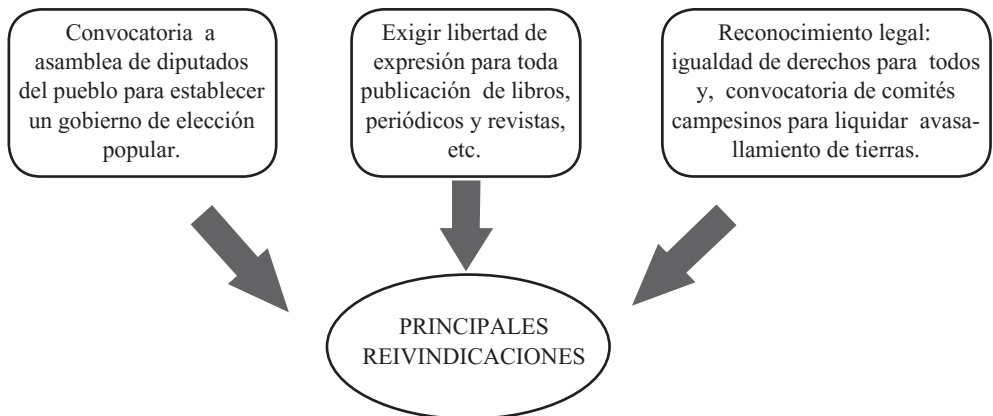 Convocatoria a
asamblea de diputados
del pueblo para establecer
un gobierno de elección
popular.
Exigir libertad de
expresión para toda
publicación de libros,
periódicos y revistas,
etc.
Reconocimiento legal:
igualdad de derechos para todos
y, convocatoria de comités
campesinos para liquidar avasa-
llamiento de tierras.
PRINCIPALES
REIVINDICACIONES